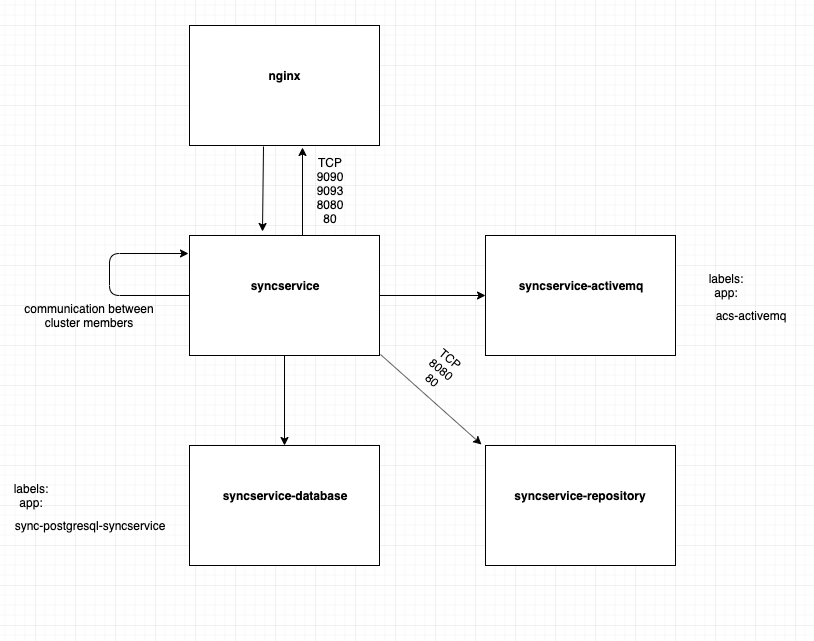 nginx
TCP
9090
9093
8080
80
syncservice
communication between
cluster members
syncservice-activemq
labels:
app:
acs-activemq
TCP
8080
80
syncservice-database
labels:
app:
sync-postgresql-syncservice
syncservice-repository